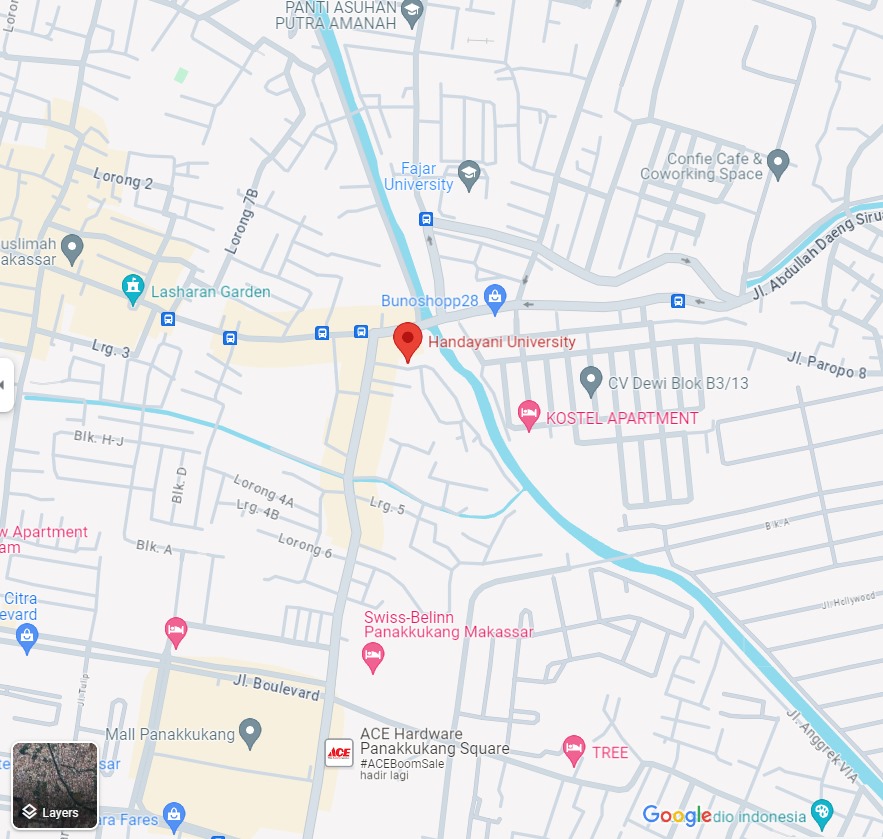 PANTI ASUHAN
PUTRA AMANAH
Lorong 2
Lorong 7B
Fajar
University
Confie Cafe &
Coworking Space
uslimah
akassar
Lasharan Garden
Bunoshopp28
Jl. Abdullah Daeng Sirua
Lrg. 3
Handayani University
Jl. Paropo 8
CV Dewi Blok B3/13
KOSTEL APARTMENT
Blk. H-J
Blk. D
Lorong 4A
Lrg. 4B
Lrg. 5
Lorong 6
Blk. A
Blk. A
w Apartment
am
Citra
evard
Jl. Hollywood
Swiss-Belinn
Panakkukang Makassar
Jl. Tulip
Jl. Boulevard
Mall Panakkukang
ACE
ACE Hardware
Panakkukang Square
#ACEBoomSale
hadir lagi
TREE
Jl. Anggrek VIA
sar
Layers
ara Fares
Google
dio indonesia